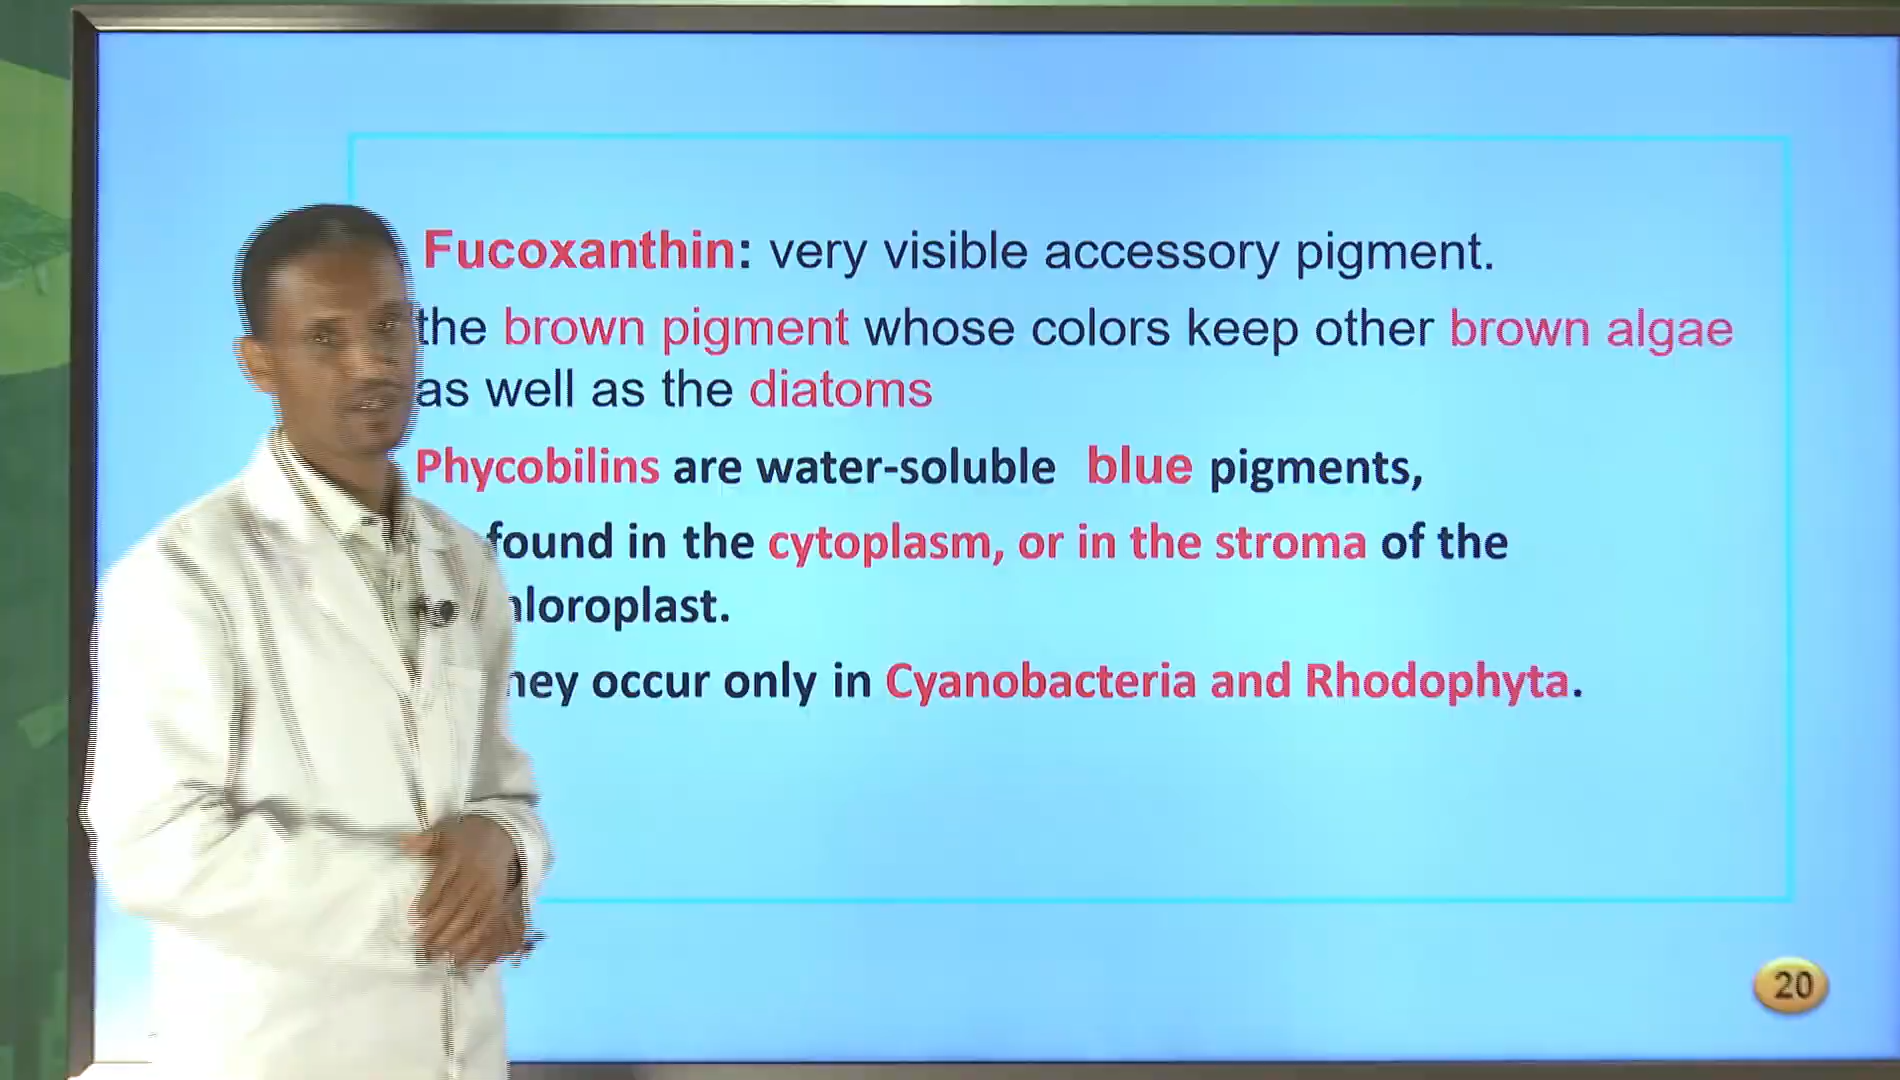 Fucoxanthin: very visible accessory pigment.
the brown pigment whose colors keep other brown algae
as well as the diatoms
Phycobilins are water-soluble blue pigments,
found in the cytoplasm, or in the stroma of the
hloroplast.
hey occur only in Cyanobacteria and Rhodophyta.
20